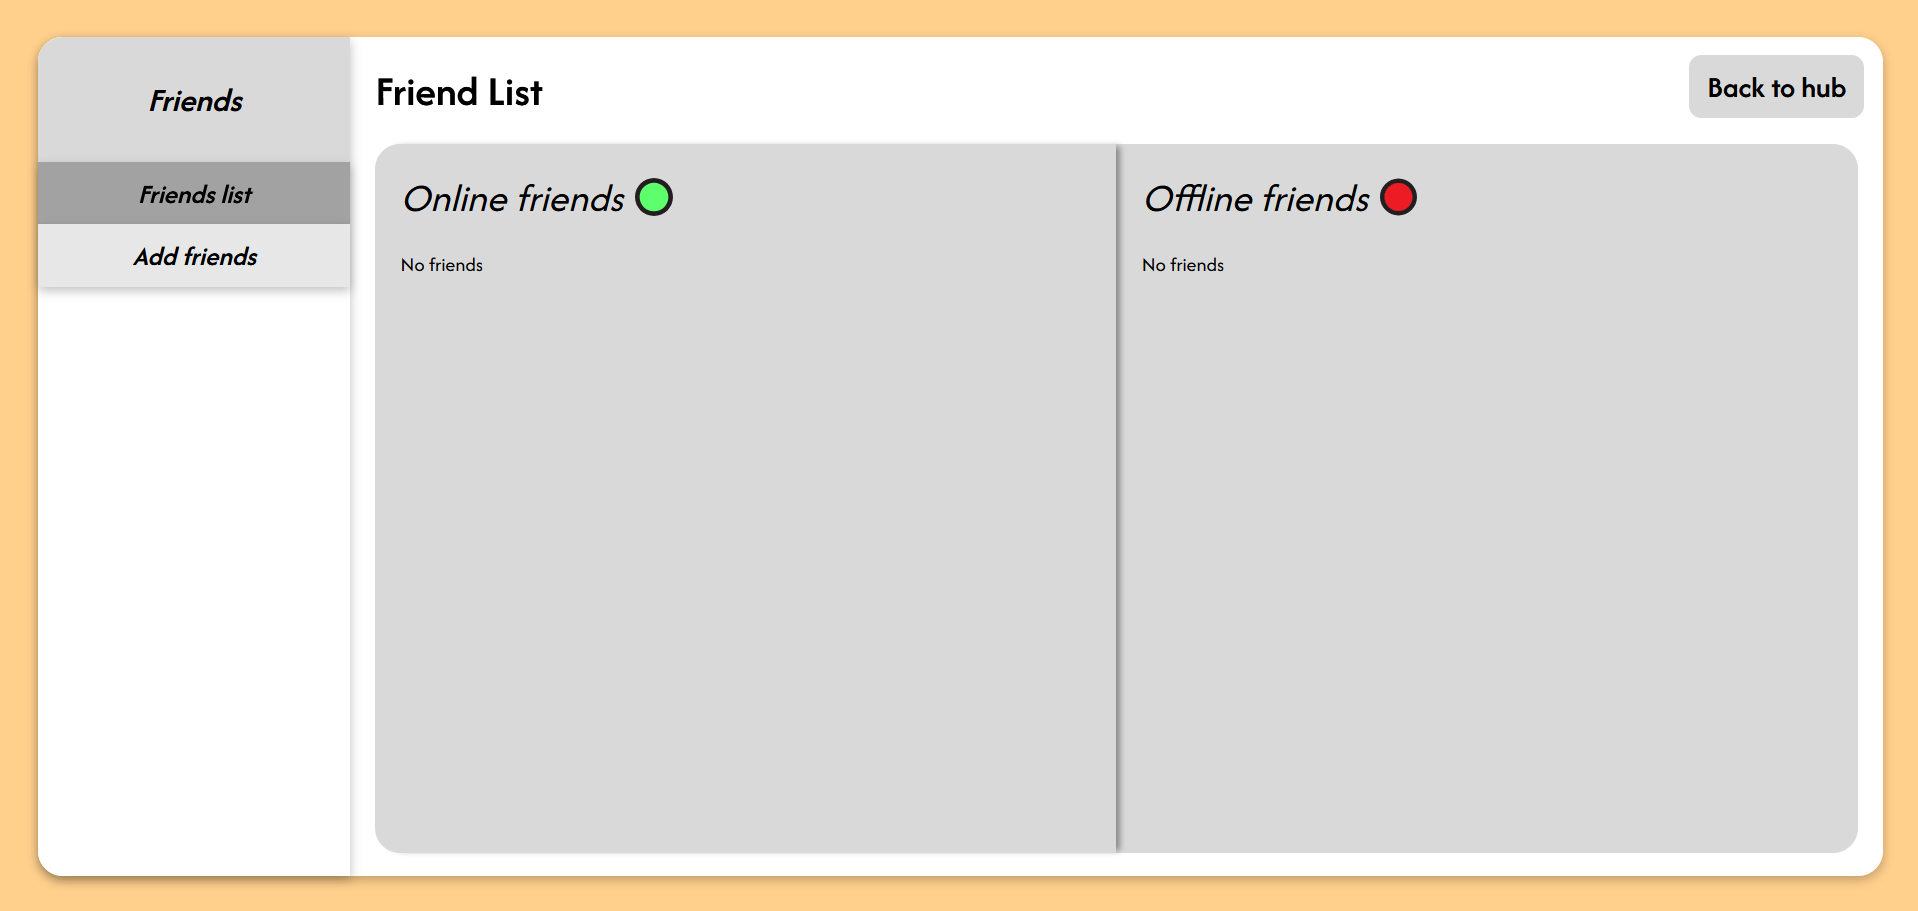 Friends
Friends list
Add friends
Friend List
Back to hub
Online friends
No friends
Offline friends
No friends